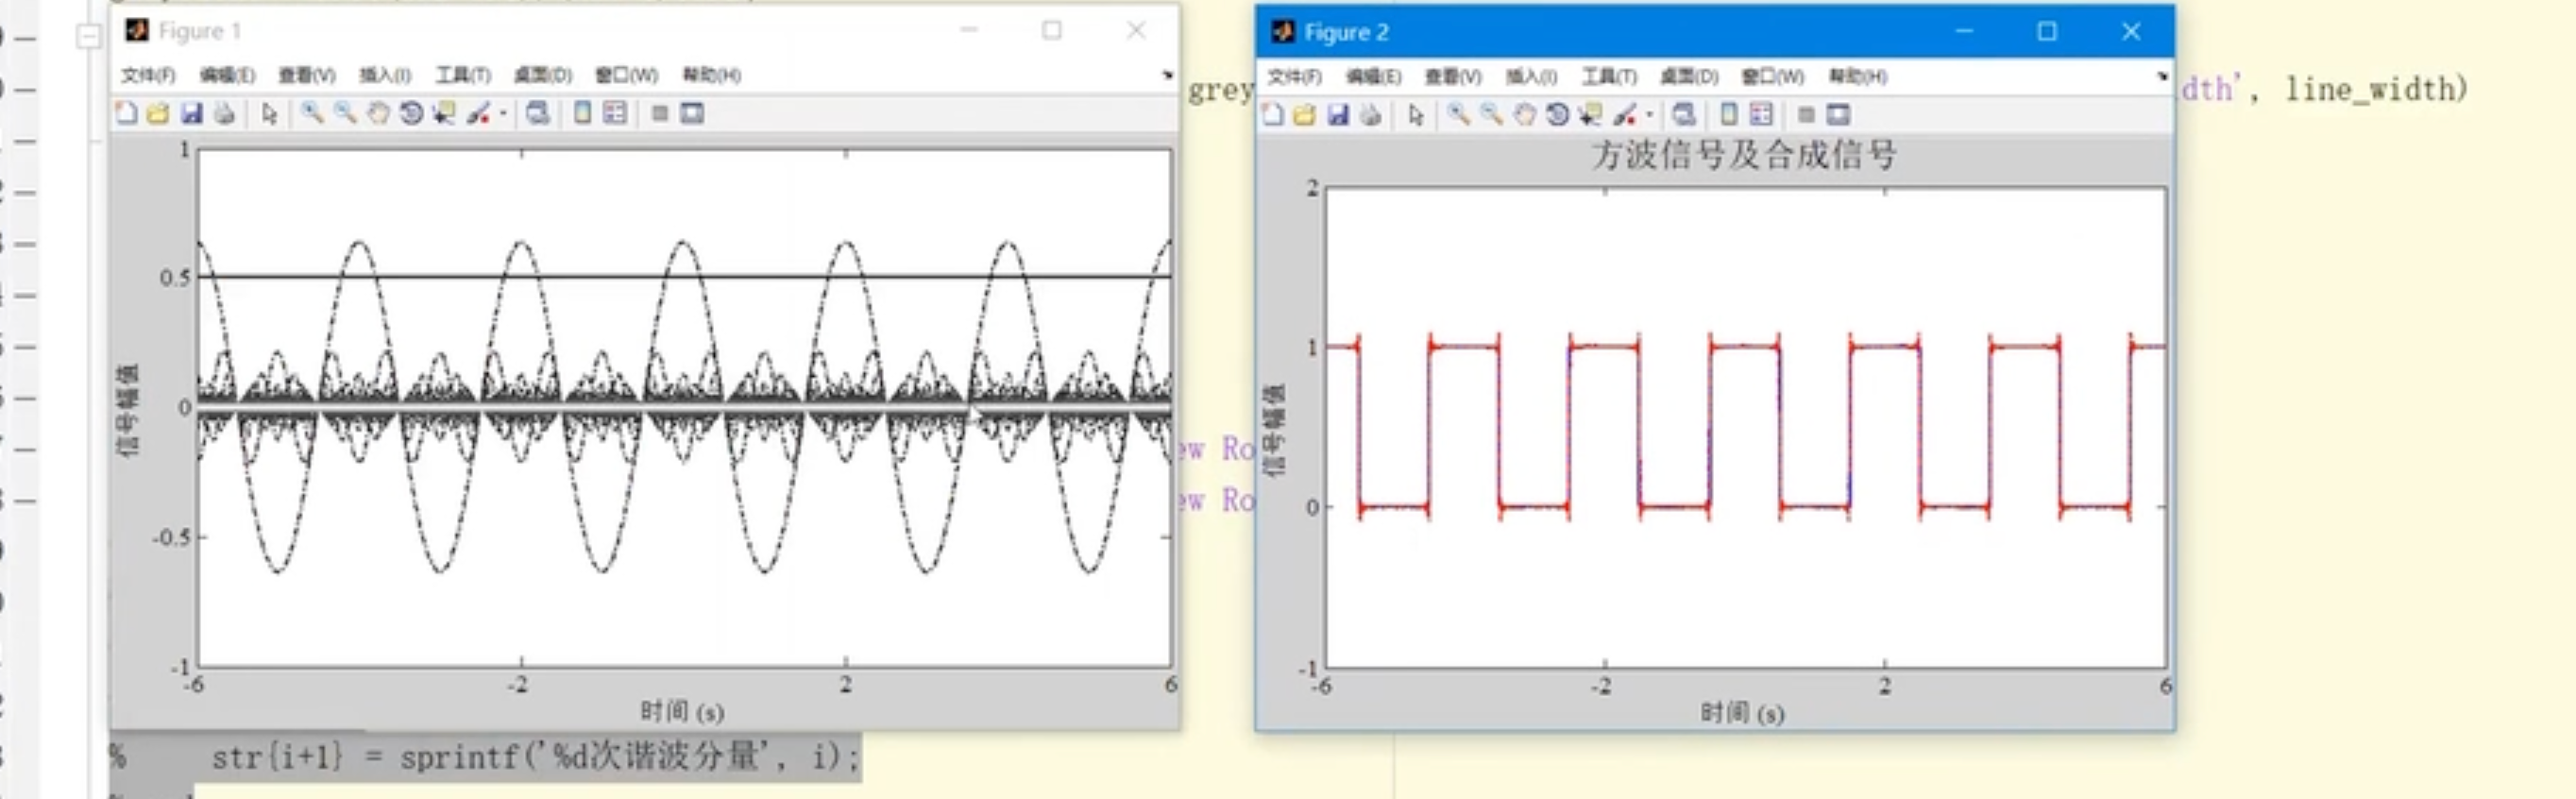 Figure 1
文件(F) 编辑(E) 查看(V) 插入(I) 工具(T) 桌面(D) 窗口(W) 帮助(H)
1
0.5
0
-0.5
-1
信号幅值
-6 -2 2 6
时间 (s)
grey
ew Ro
ew Ro
Figure 2
文件(F) 编辑(E) 查看(V) 插入(I) 工具(T) 桌面(D) 窗口(W) 帮助(H)
方波信号及合成信号
2
1
0
-1
信号幅值
-6 -2 2 6
时间 (s)
dth', line_width)
% str{i+1} = sprintf('%d次谐波分量', i);